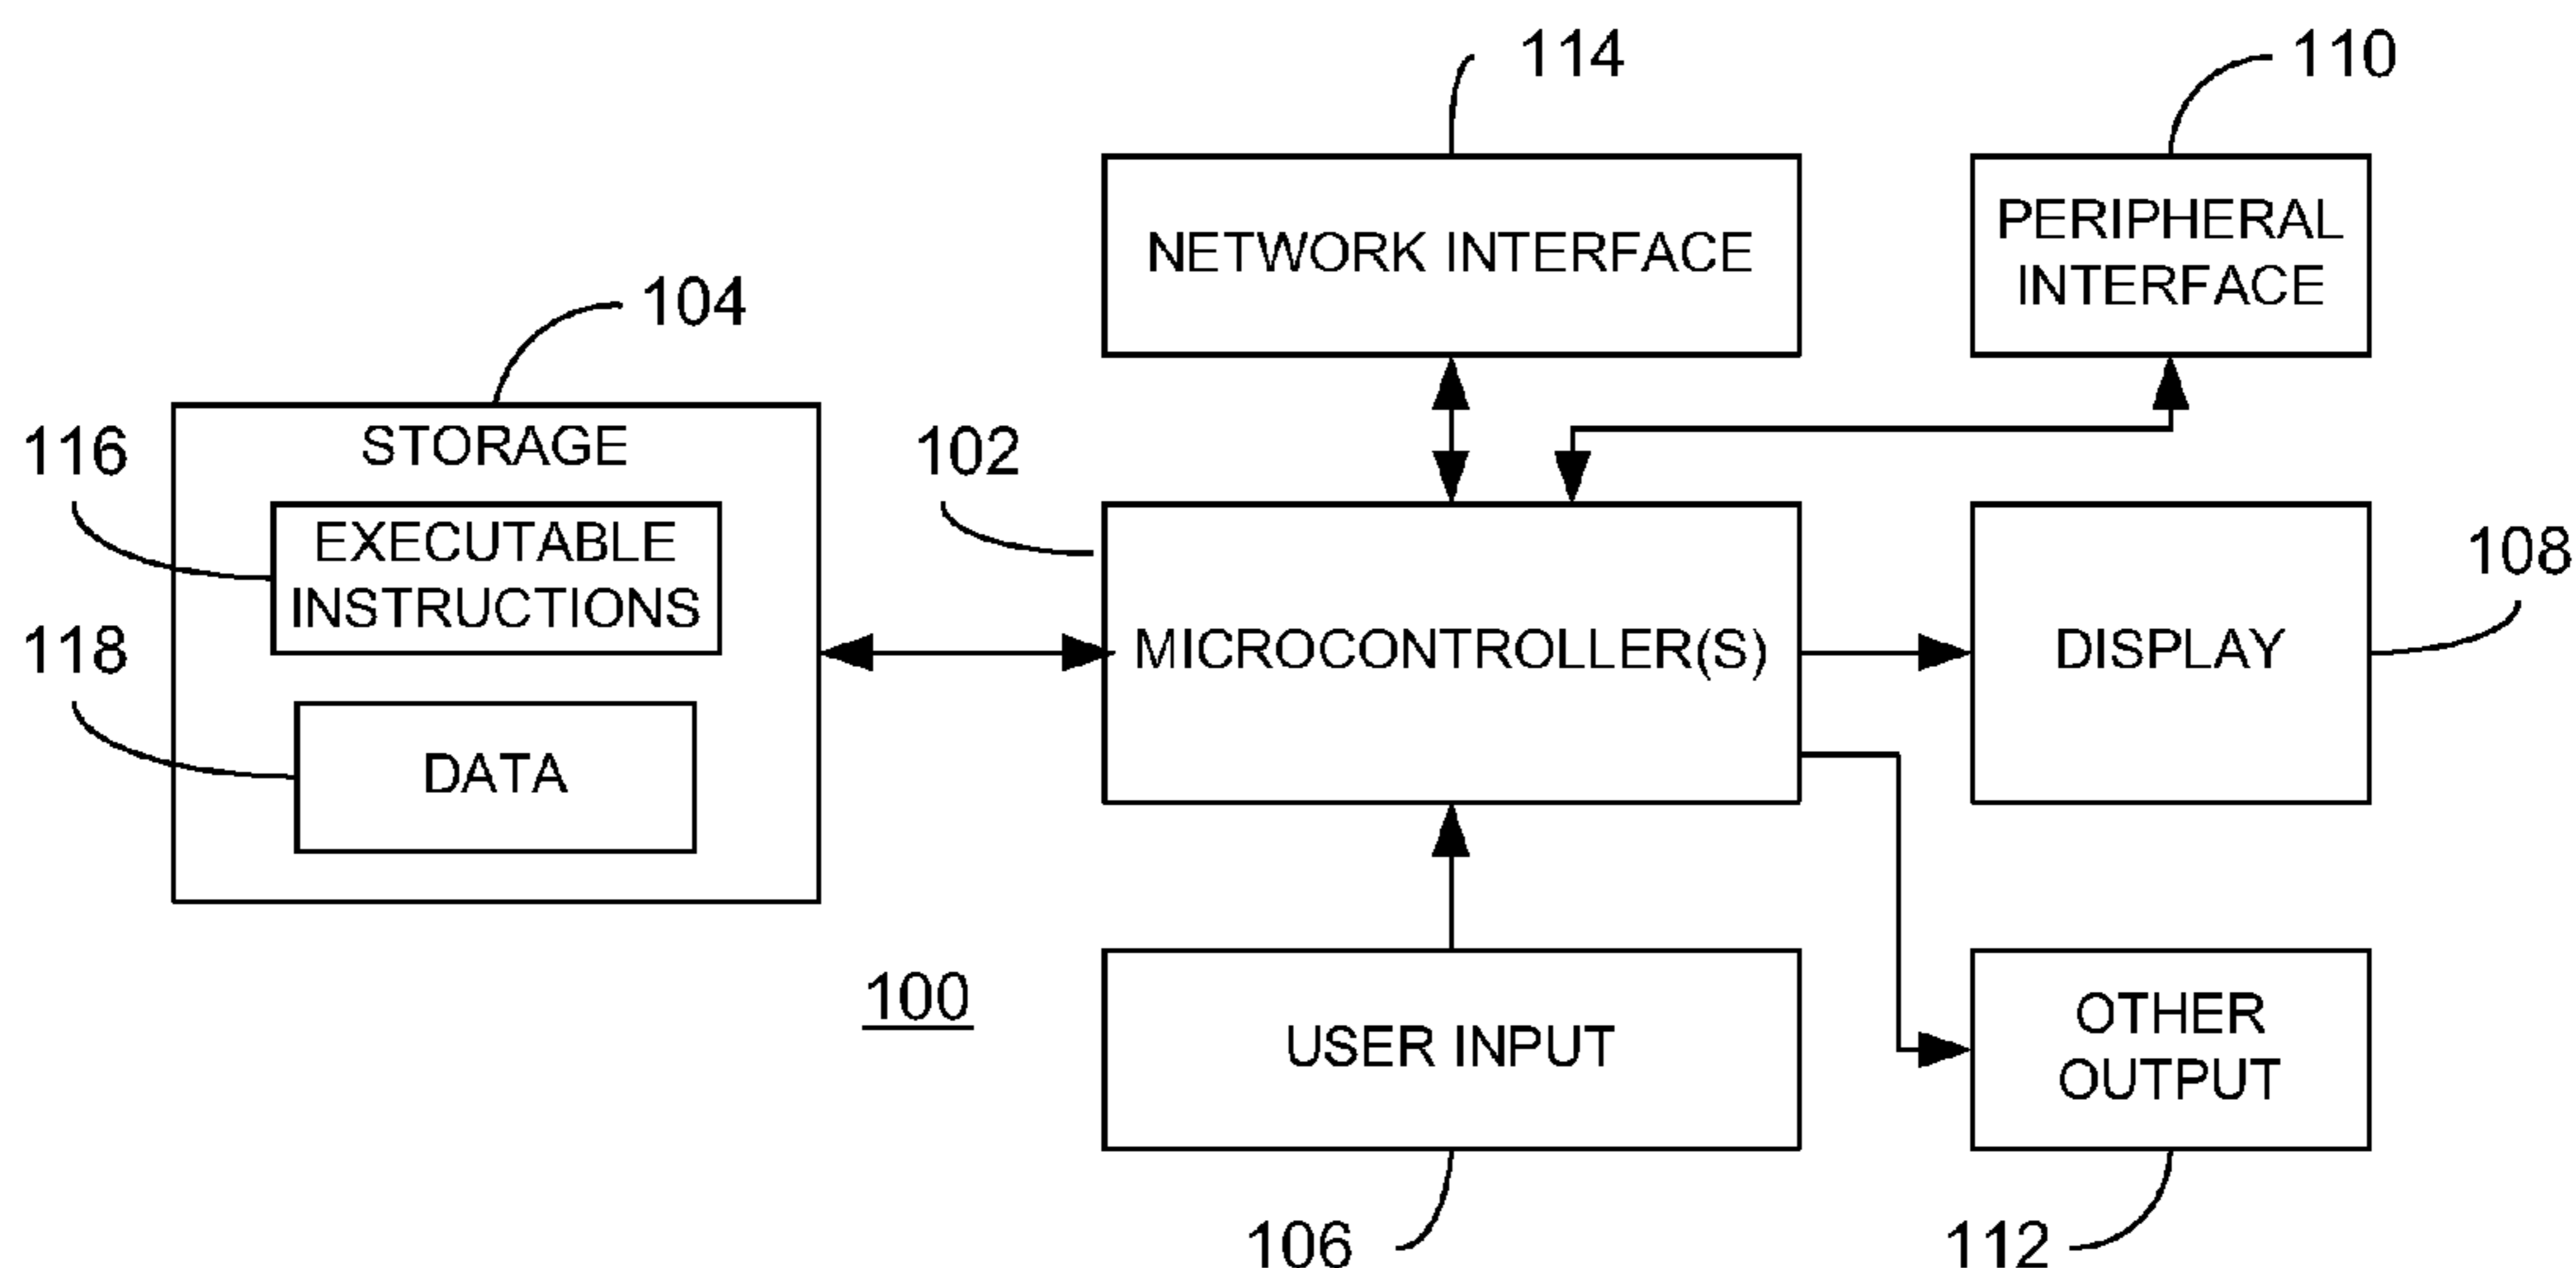 114
110
NETWORK INTERFACE
PERIPHERAL
INTERFACE
104
STORAGE
116
EXECUTABLE
INSTRUCTIONS
118
DATA
102
MICROCONTROLLER(S)
108
DISPLAY
100
USER INPUT
OTHER
OUTPUT
106
112